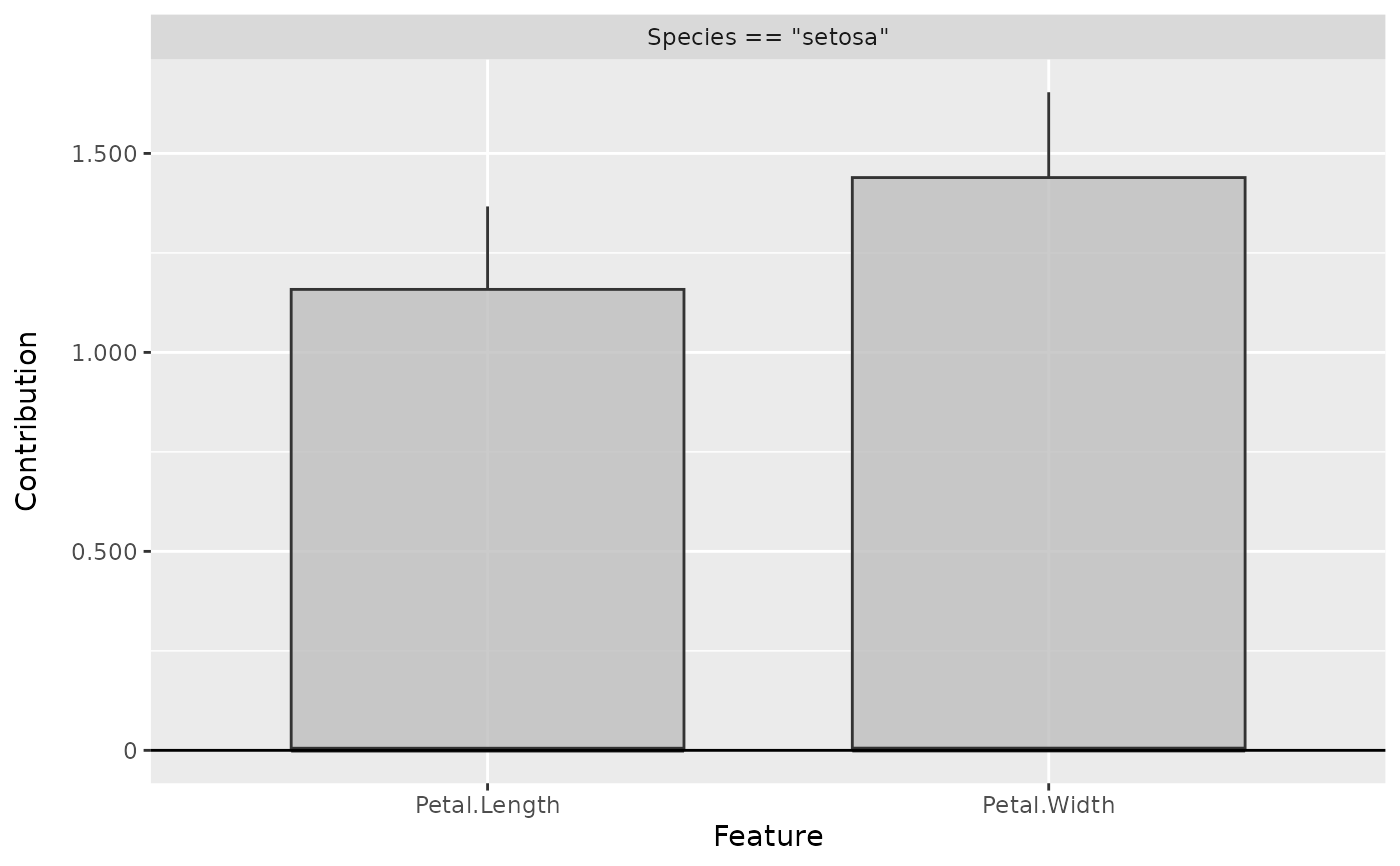 Species == "setosa"
1.500
1.000
0.500
0
Contribution
Petal.Length
Petal.Width
Feature